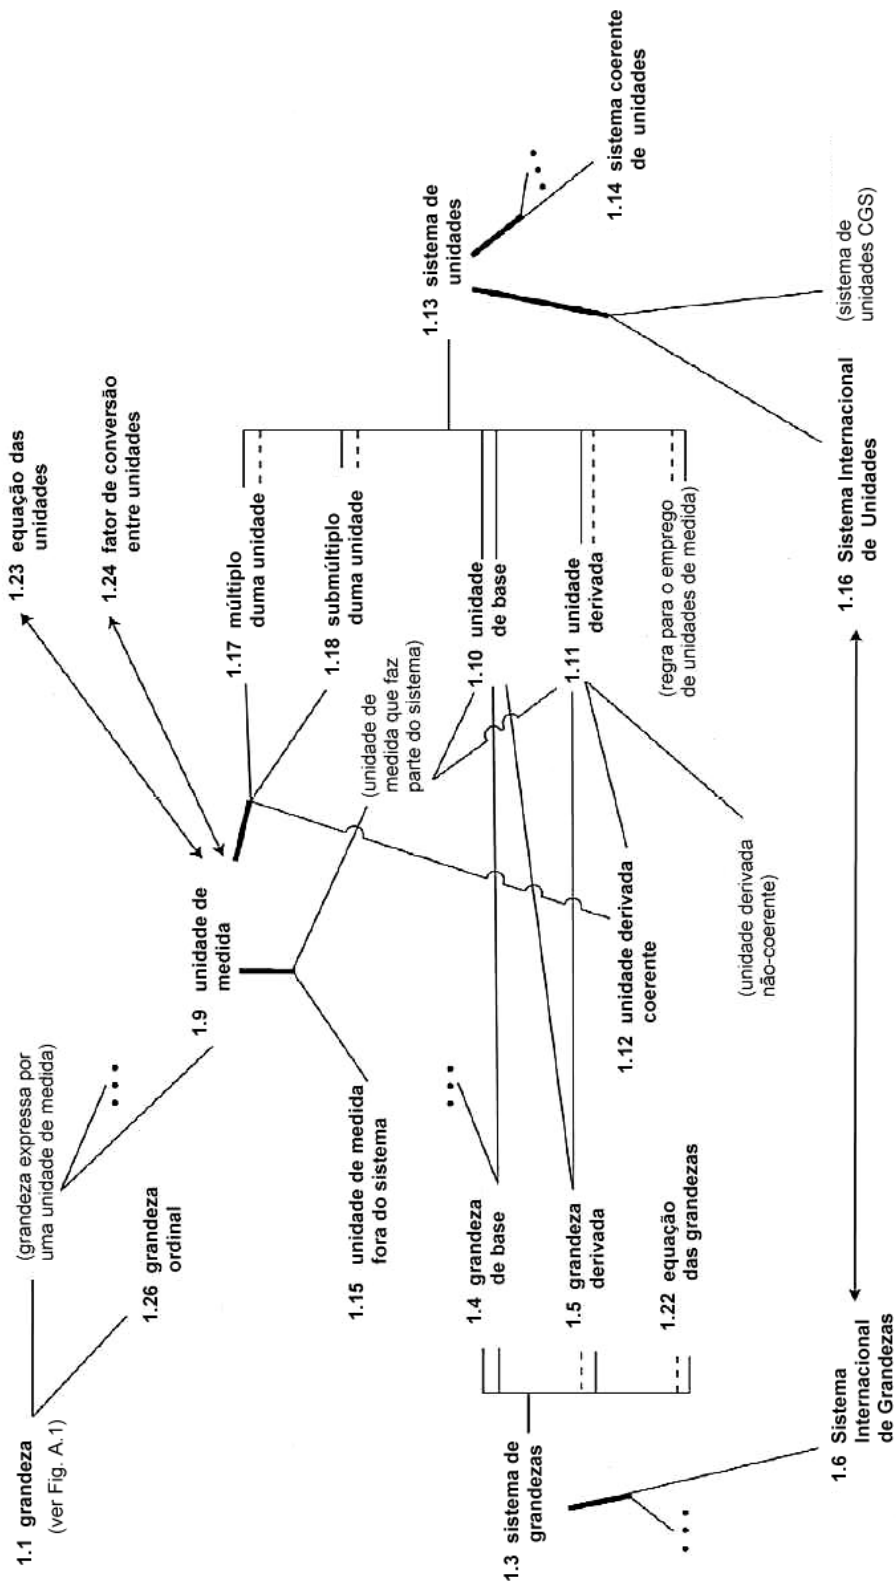 1.1 grandeza
(ver Fig. A.1)
(grandeza expressa por
uma unidade de medida)
1.26 grandeza
ordinal
1.9 unidade de
medida
1.23 equação das
unidades
1.24 fator de conversão
entre unidades
1.17 múltiplo
duma unidade
1.18 submúltiplo
duma unidade
1.15 unidade de medida
fora do sistema
(unidade de
medida que faz
parte do sistema)
1.13 sistema de
unidades
1.14 sistema coerente
de unidades
1.3 sistema de
grandezas
1.4 grandeza
de base
1.5 grandeza
derivada
1.22 equação
das grandezas
1.10 unidade
de base
1.11 unidade
derivada
(regra para o emprego
de unidades de medida)
1.12 unidade derivada
coerente
(unidade derivada
não-coerente)
1.6 Sistema
Internacional
de Grandezas
1.16 Sistema Internacional
de Unidades
(sistema de
unidades CGS)